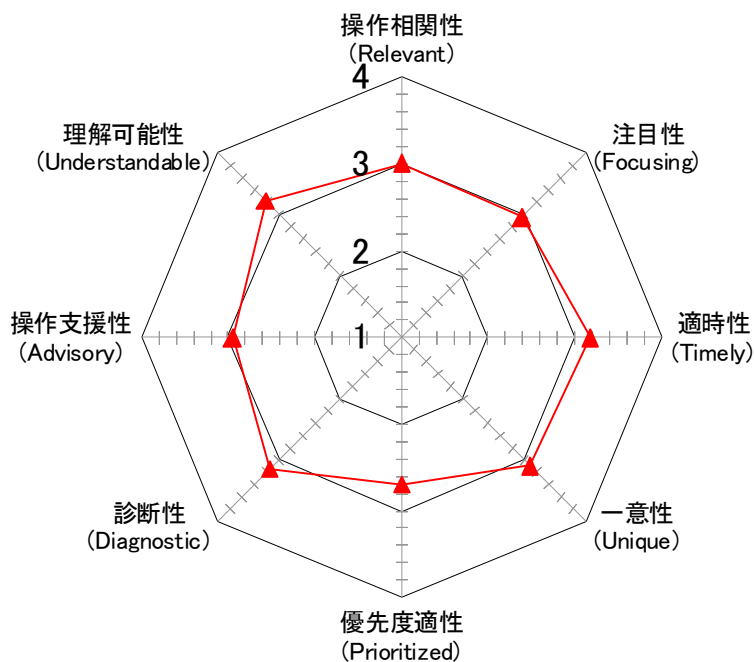 操作相関性
(Relevant)
4
理解可能性
(Understandable)
注目性
(Focusing)
3
2
操作支援性
(Advisory)
1
適時性
(Timely)
診断性
(Diagnostic)
一意性
(Unique)
優先度適性
(Prioritized)